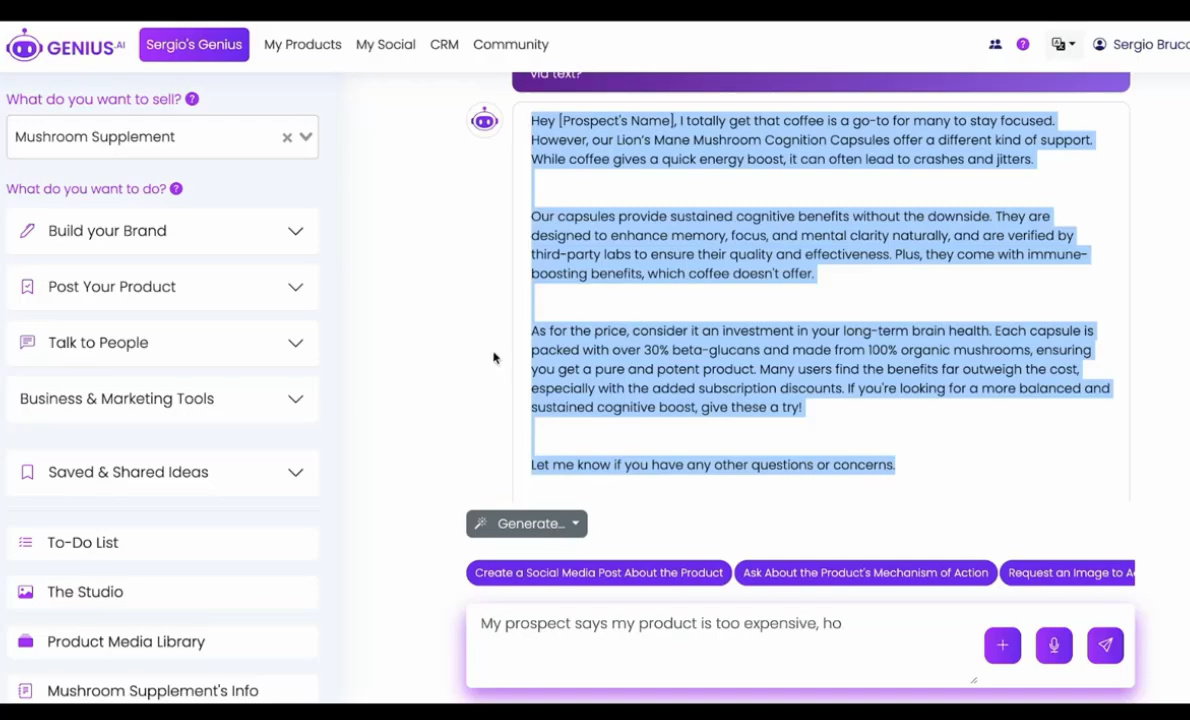 GENIUS.AI
Sergio's Genius
My Products
My Social
CRM
Community
?
Sergio Brucc
What do you want to sell? ?
Mushroom Supplement
What do you want to do? ?
Build your Brand
Post Your Product
Talk to People
Business & Marketing Tools
Saved & Shared Ideas
To-Do List
The Studio
Product Media Library
Mushroom Supplement's Info
via text?
Hey [Prospect's Name], I totally get that coffee is a go-to for many to stay focused.
However, our Lion's Mane Mushroom Cognition Capsules offer a different kind of support.
While coffee gives a quick energy boost, it can often lead to crashes and jitters.
Our capsules provide sustained cognitive benefits without the downside. They are
designed to enhance memory, focus, and mental clarity naturally, and are verified by
third-party labs to ensure their quality and effectiveness. Plus, they come with immune-
boosting benefits, which coffee doesn't offer.
As for the price, consider it an investment in your long-term brain health. Each capsule is
packed with over 30% beta-glucans and made from 100% organic mushrooms, ensuring
you get a pure and potent product. Many users find the benefits far outweigh the cost,
especially with the added subscription discounts. If you're looking for a more balanced and
sustained cognitive boost, give these a try!
Let me know if you have any other questions or concerns.
Generate...
Create a Social Media Post About the Product
Ask About the Product's Mechanism of Action
Request an Image to A
My prospect says my product is too expensive, ho